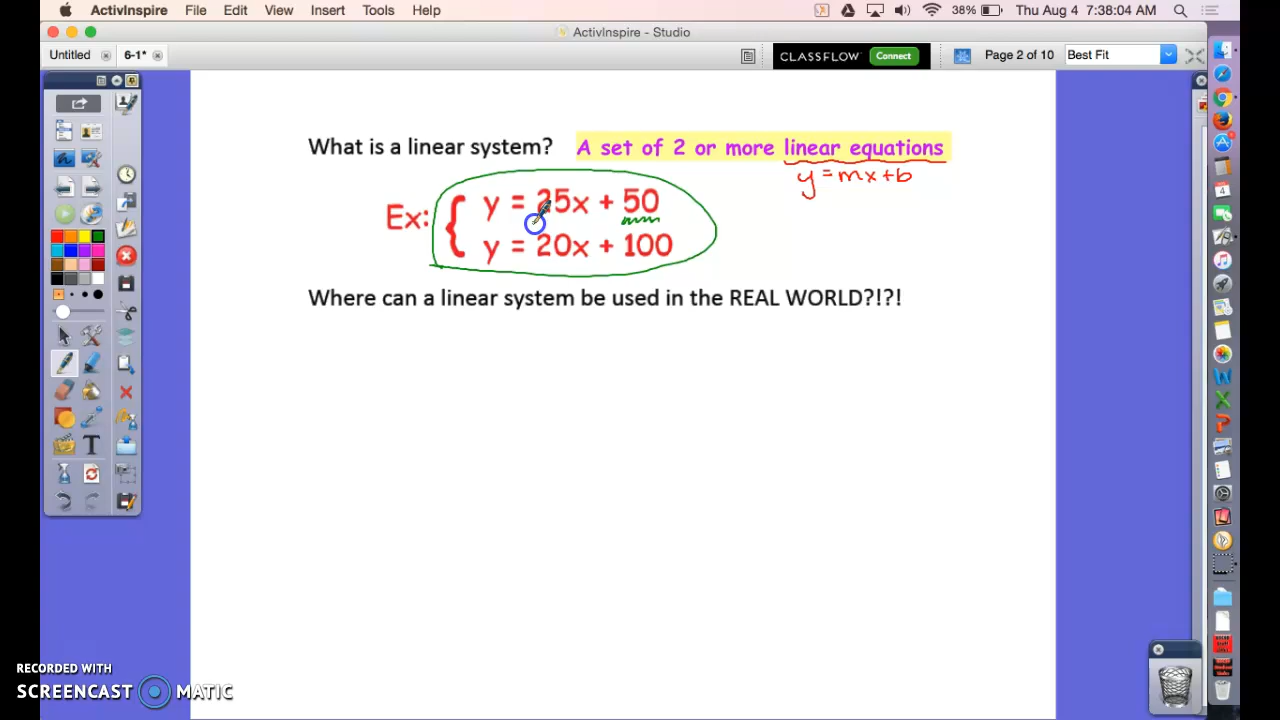 ActivInspire File Edit View Insert Tools Help 38% Thu Aug 4 7:38:04 AM
ActivInspire - Studio
Untitled 6-1* CLASSFLOW Connect Page 2 of 10 Best Fit
What is a linear system? A set of 2 or more linear equations
y = mx + b
Ex: { y = 25x + 50
y = 20x + 100
Where can a linear system be used in the REAL WORLD?!?!
RECORDED WITH
SCREENCAST MATIC